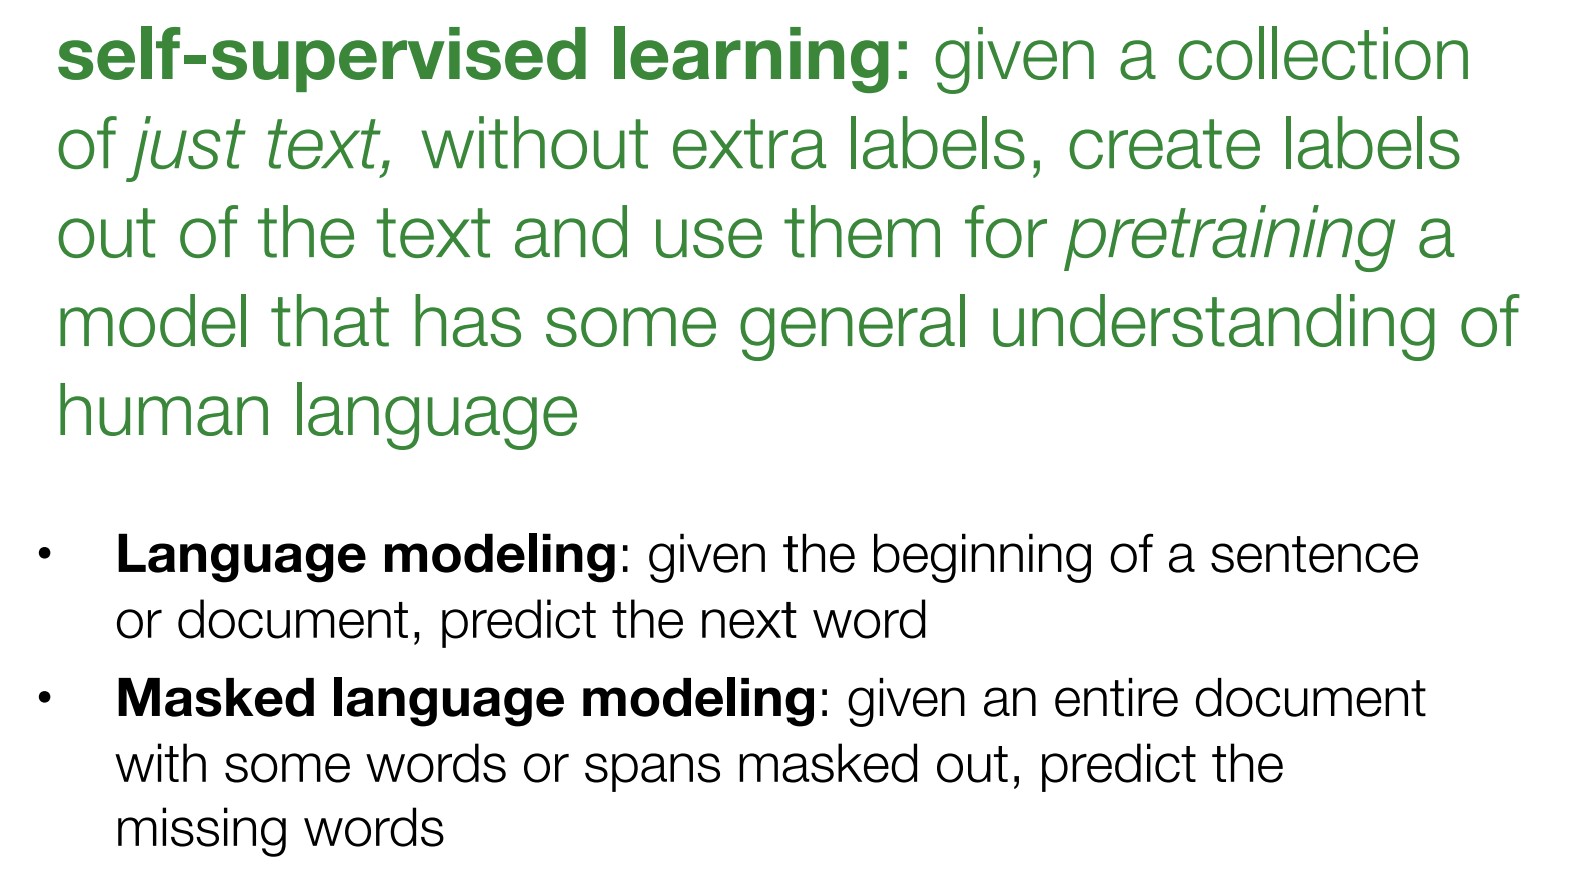 self-supervised learning: given a collection
of just text, without extra labels, create labels
out of the text and use them for pretraining a
model that has some general understanding of
human language
• Language modeling: given the beginning of a sentence
or document, predict the next word
• Masked language modeling: given an entire document
with some words or spans masked out, predict the
missing words